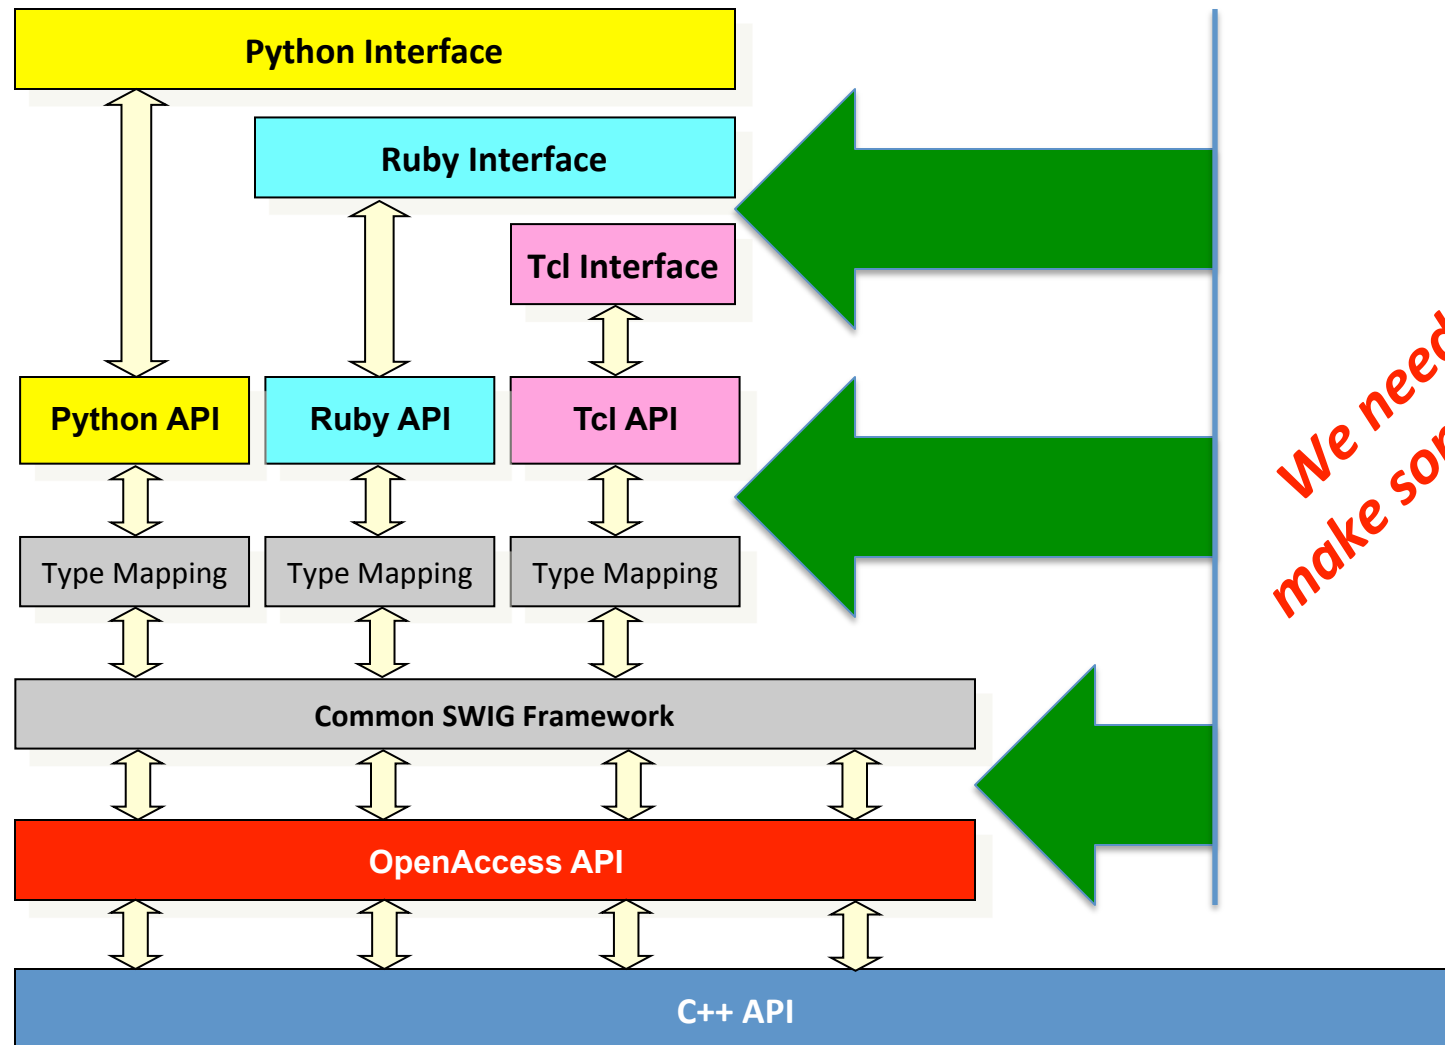 Python Interface
Ruby Interface
Tcl Interface
Python API
Ruby API
Tcl API
Type Mapping
Type Mapping
Type Mapping
Common SWIG Framework
OpenAccess API
C++ API
We need
make